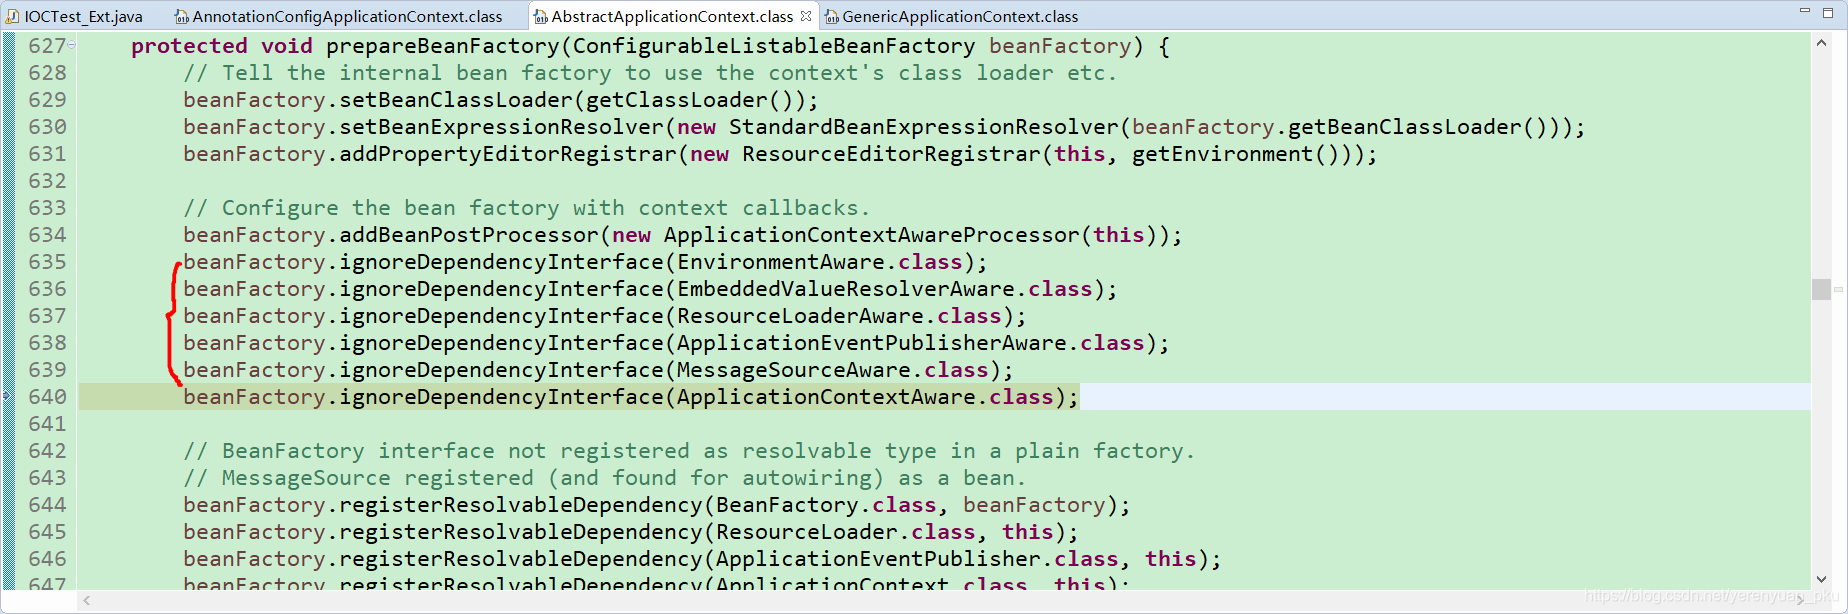 IOCTest_Ext.java AnnotationConfigApplicationContext.class AbstractApplicationContext.class GenericApplicationContext.class
627 protected void prepareBeanFactory(ConfigurableListableBeanFactory beanFactory) {
628 // Tell the internal bean factory to use the context's class loader etc.
629 beanFactory.setBeanClassLoader(getClassLoader());
630 beanFactory.setBeanExpressionResolver(new StandardBeanExpressionResolver(beanFactory.getBeanClassLoader()));
631 beanFactory.addPropertyEditorRegistrar(new ResourceEditorRegistrar(this, getEnvironment()));
632
633 // Configure the bean factory with context callbacks.
634 beanFactory.addBeanPostProcessor(new ApplicationContextAwareProcessor(this));
635 beanFactory.ignoreDependencyInterface(EnvironmentAware.class);
636 beanFactory.ignoreDependencyInterface(EmbeddedValueResolverAware.class);
637 beanFactory.ignoreDependencyInterface(ResourceLoaderAware.class);
638 beanFactory.ignoreDependencyInterface(ApplicationEventPublisherAware.class);
639 beanFactory.ignoreDependencyInterface(MessageSourceAware.class);
640 beanFactory.ignoreDependencyInterface(ApplicationContextAware.class);
641
642 // BeanFactory interface not registered as resolvable type in a plain factory.
643 // MessageSource registered (and found for autowiring) as a bean.
644 beanFactory.registerResolvableDependency(BeanFactory.class, beanFactory);
645 beanFactory.registerResolvableDependency(ResourceLoader.class, this);
646 beanFactory.registerResolvableDependency(ApplicationEventPublisher.class, this);
647 beanFactory.registerResolvableDependency(ApplicationContext.class, this);
https://blog.csdn.net/yerenyuan_pku